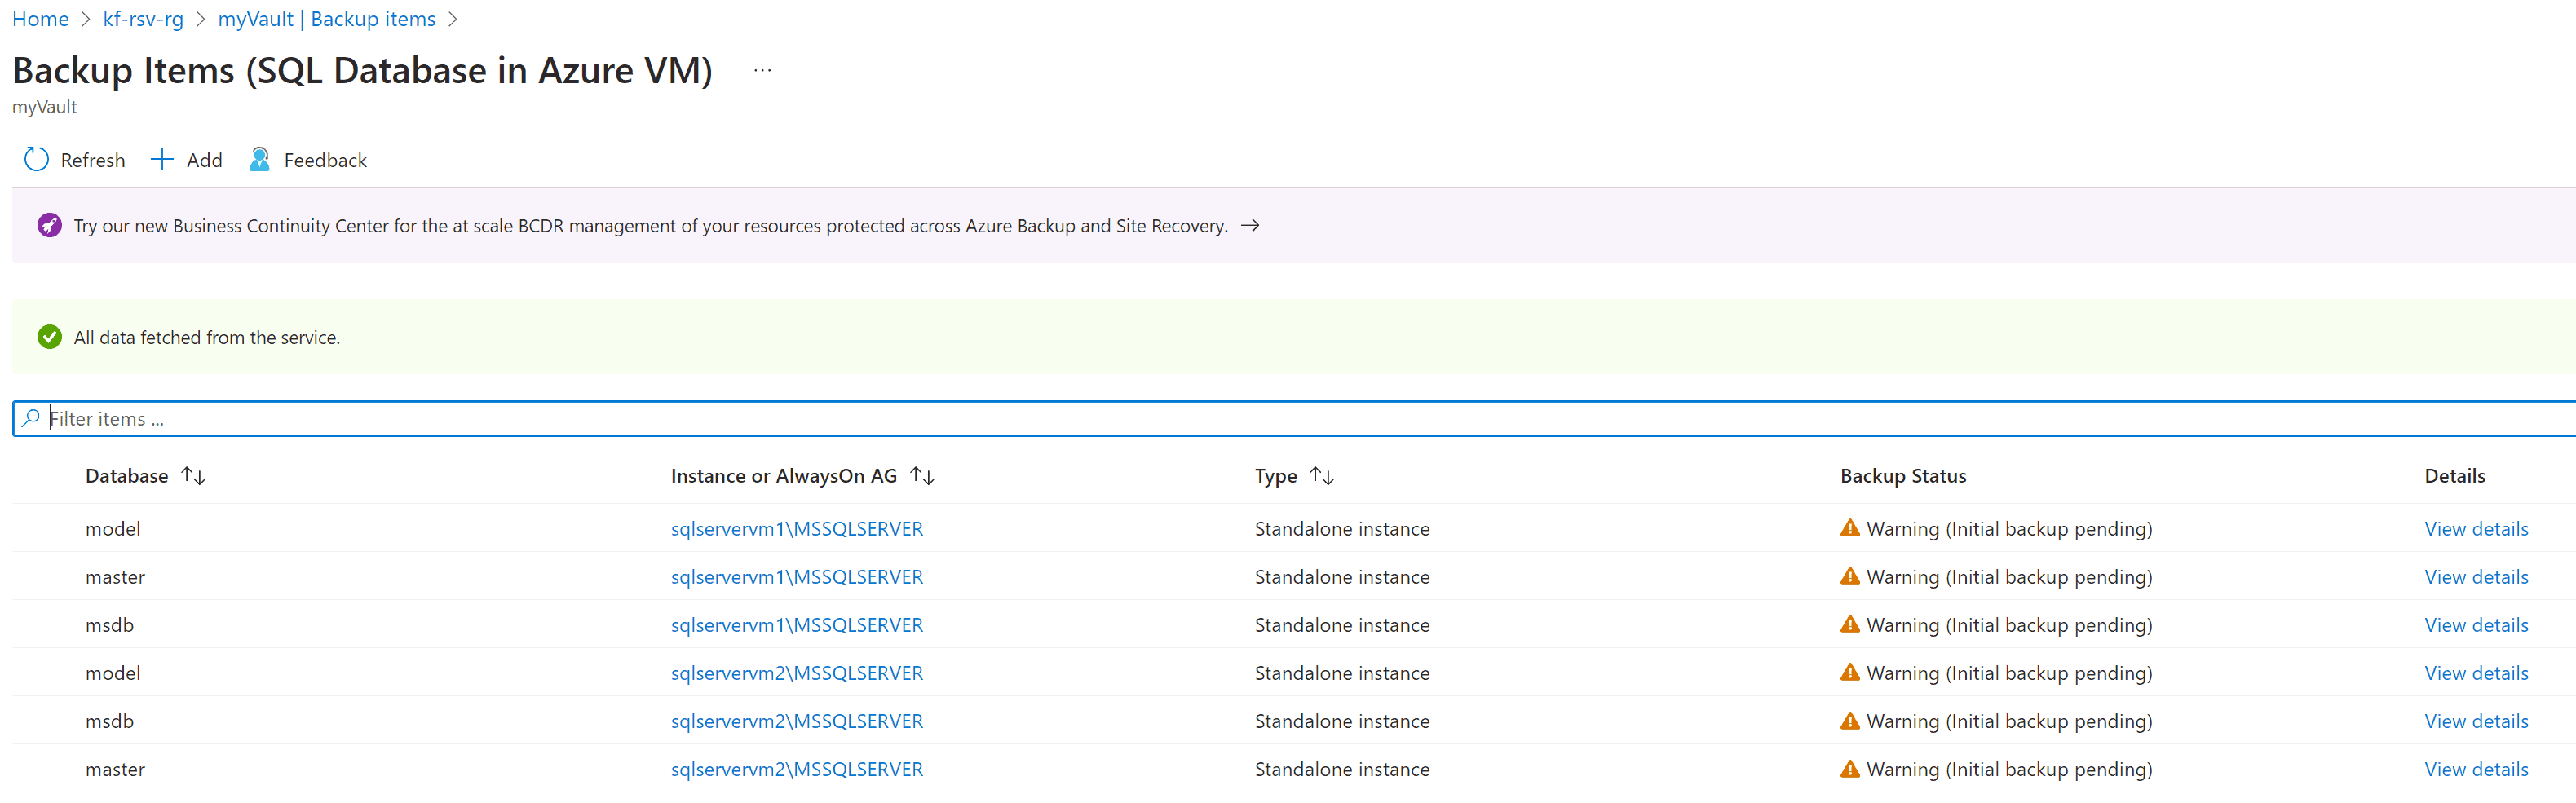 Home > kf-rsv-rg > myVault | Backup items >
Backup Items (SQL Database in Azure VM) ...
myVault
Refresh + Add Feedback
Try our new Business Continuity Center for the at scale BCDR management of your resources protected across Azure Backup and Site Recovery. →
All data fetched from the service.
Filter items ...
Database ↑↓ Instance or AlwaysOn AG ↑↓ Type ↑↓ Backup Status Details
model sqlservervm1\MSSQLSERVER Standalone instance Warning (Initial backup pending) View details
master sqlservervm1\MSSQLSERVER Standalone instance Warning (Initial backup pending) View details
msdb sqlservervm1\MSSQLSERVER Standalone instance Warning (Initial backup pending) View details
model sqlservervm2\MSSQLSERVER Standalone instance Warning (Initial backup pending) View details
msdb sqlservervm2\MSSQLSERVER Standalone instance Warning (Initial backup pending) View details
master sqlservervm2\MSSQLSERVER Standalone instance Warning (Initial backup pending) View details